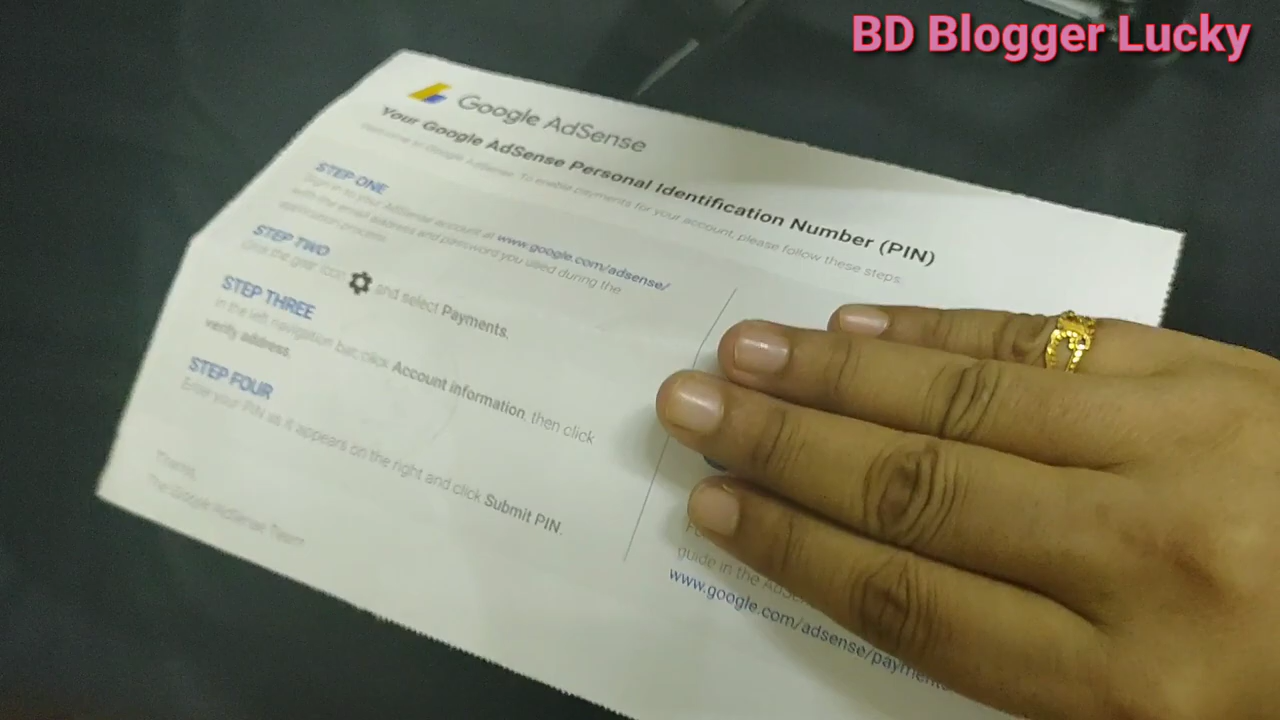 BD Blogger Lucky
Google AdSense
Your Google AdSense Personal Identification Number (PIN)
Welcome to Google AdSense. To enable payments for your account, please follow these steps:
STEP ONE
Sign in to your AdSense account at www.google.com/adsense/
with the email address and password you used during the
application process.
STEP TWO
Click the gear icon and select Payments.
STEP THREE
In the left navigation bar, click Account information, then click
verify address.
STEP FOUR
Enter your PIN as it appears on the right and click Submit PIN.
Thanks,
The Google AdSense Team
guide in the
www.google.com/adsense/payments